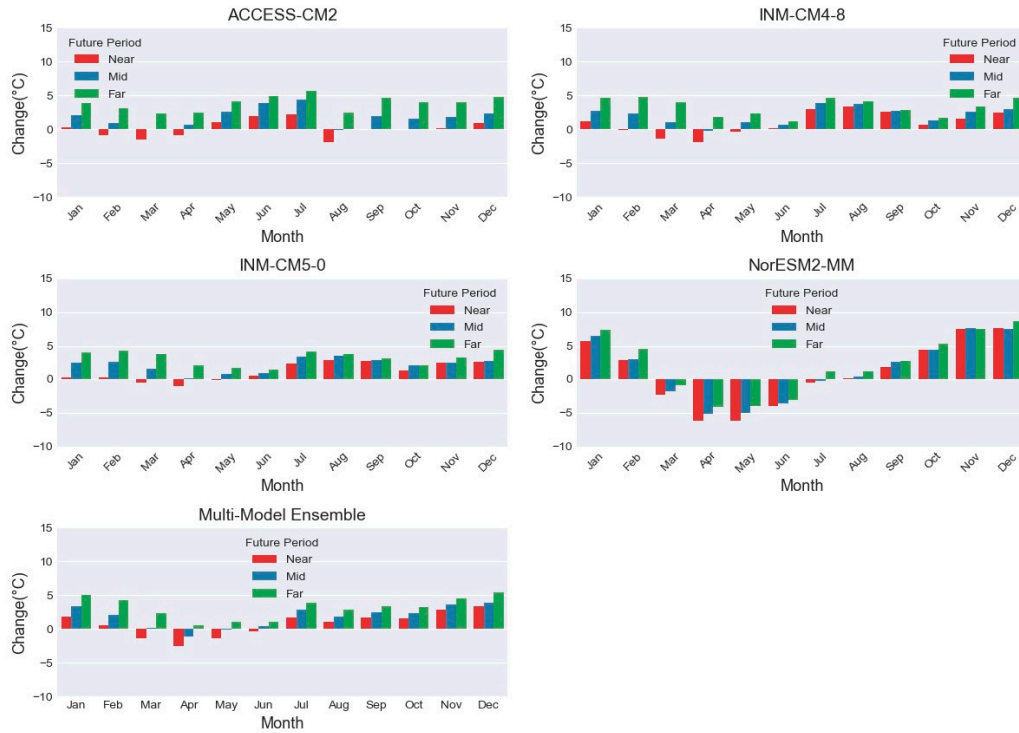 ACCESS-CM2
Change(°C)
15
10
5
0
−5
−10
Future Period
Near
Mid
Far
Jan Feb Mar Apr May Jun Jul Aug Sep Oct Nov Dec
Month
INM-CM4-8
Change(°C)
15
10
5
0
−5
−10
Future Period
Near
Mid
Far
Jan Feb Mar Apr May Jun Jul Aug Sep Oct Nov Dec
Month
INM-CM5-0
Change(°C)
15
10
5
0
−5
−10
Future Period
Near
Mid
Far
Jan Feb Mar Apr May Jun Jul Aug Sep Oct Nov Dec
Month
NorESM2-MM
Change(°C)
15
10
5
0
−5
−10
Future Period
Near
Mid
Far
Jan Feb Mar Apr May Jun Jul Aug Sep Oct Nov Dec
Month
Multi-Model Ensemble
Change(°C)
15
10
5
0
−5
−10
Future Period
Near
Mid
Far
Jan Feb Mar Apr May Jun Jul Aug Sep Oct Nov Dec
Month